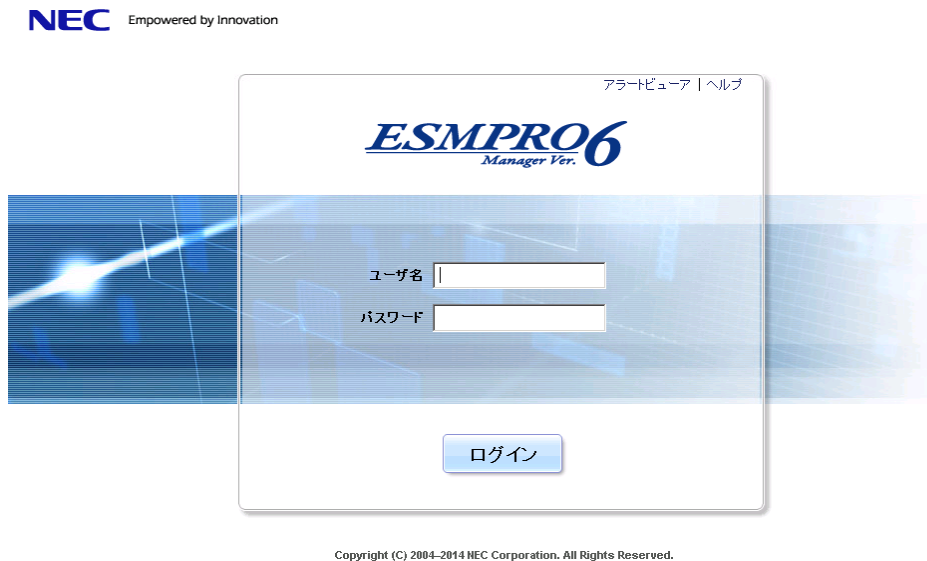 NEC Empowered by Innovation
アラートビューア | ヘルプ
ESMPRO6
Manager Ver.
ユーザ名
パスワード
ログイン
Copyright (C) 2004-2014 NEC Corporation. All Rights Reserved.